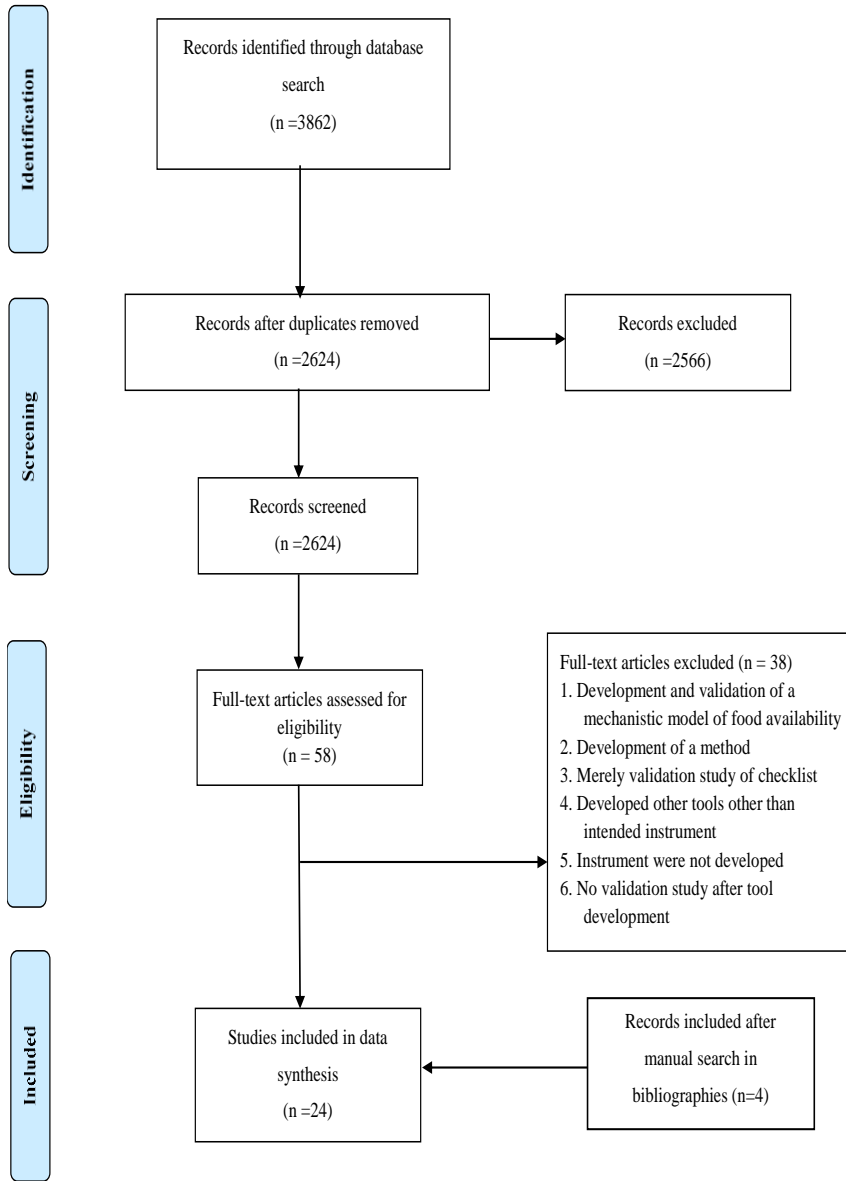 Identification
Records identified through database
search
(n =3862)
Screening
Records after duplicates removed
(n =2624)
Records excluded
(n =2566)
Records screened
(n =2624)
Eligibility
Full-text articles assessed for
eligibility
(n = 58)
Full-text articles excluded (n = 38)
1. Development and validation of a
mechanistic model of food availability
2. Development of a method
3. Merely validation study of checklist
4. Developed other tools other than
intended instrument
5. Instrument were not developed
6. No validation study after tool
development
Included
Studies included in data
synthesis
(n =24)
Records included after
manual search in
bibliographies (n=4)